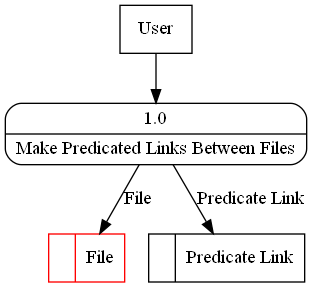 User
1.0
Make Predicated Links Between Files
File
Predicate Link
File
Predicate Link